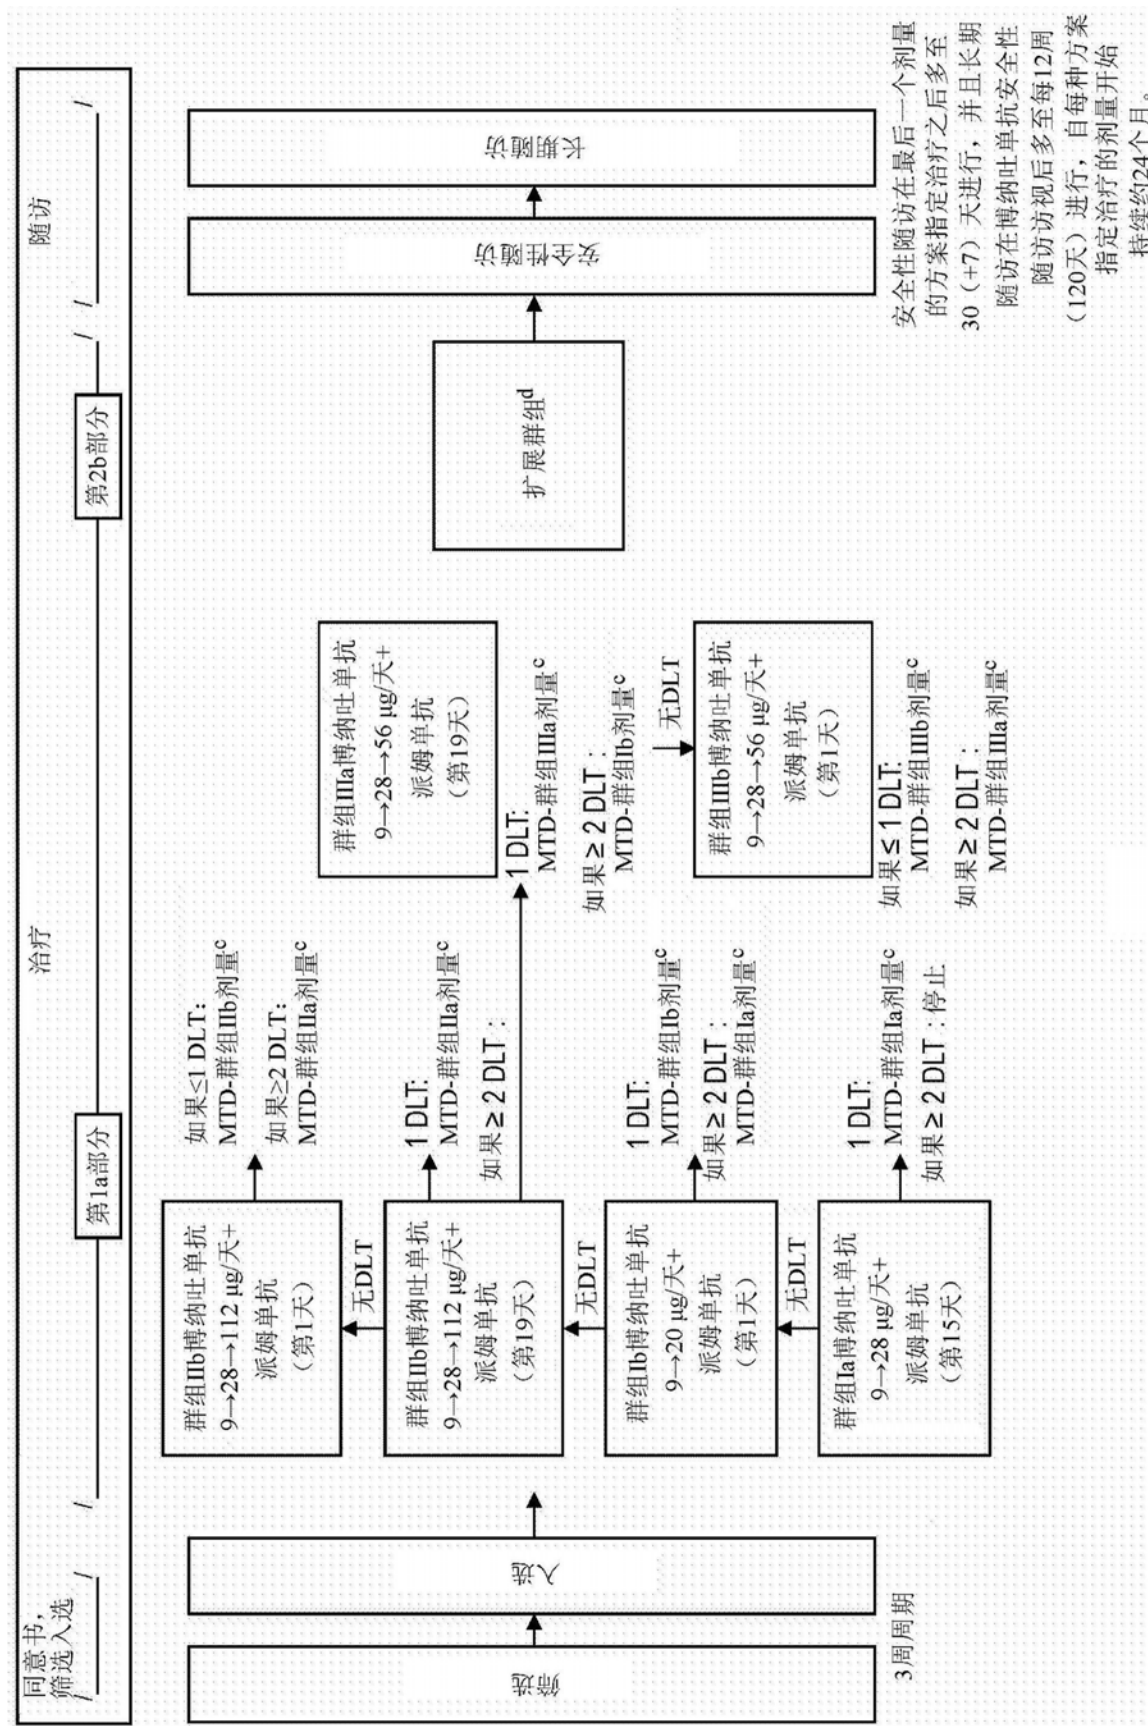 同意书，
筛选入选
治疗
随访
第1a部分
第2b部分
筛选
入选
3周周期
群组IIb博纳吐单抗
9→28→112 μg/天+
派姆单抗
（第1天）
如果≤1 DLT:
MTD-群组IIb剂量c
如果≥2 DLT:
MTD-群组IIa剂量c
无DLT
群组IIb博纳吐单抗
9→28→112 μg/天+
派姆单抗
（第19天）
1 DLT:
MTD-群组IIa剂量c
如果≥ 2 DLT：
无DLT
群组Ib博纳吐单抗
9→20 μg/天+
派姆单抗
（第1天）
1 DLT:
MTD-群组Ib剂量c
如果≥ 2 DLT：
MTD-群组Ia剂量c
无DLT
群组Ia博纳吐单抗
9→28 μg/天+
派姆单抗
（第15天）
1 DLT:
MTD-群组Ia剂量c
如果≥ 2 DLT：停止
群组IIIa博纳吐单抗
9→28→56 μg/天+
派姆单抗
（第19天）
1 DLT:
MTD-群组IIIa剂量c
如果≥ 2 DLT：
MTD-群组Ib剂量c
无DLT
群组IIIb博纳吐单抗
9→28→56 μg/天+
派姆单抗
（第1天）
如果≤ 1 DLT:
MTD-群组IIIb剂量c
如果≥ 2 DLT：
MTD-群组IIIa剂量c
扩展群组d
安全性随访
长期随访
安全性随访在最后一个剂量
的方案指定治疗之后多至
30（+7）天进行，并且长期
随访在博纳吐单抗安全性
随访访视后多至每12周
（120天）进行，自每种方案
指定治疗的剂量开始
持续约24个月。